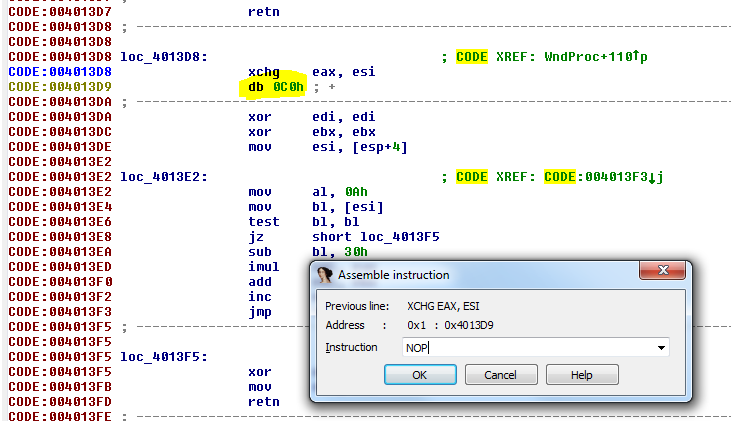 CODE:004013D7 retn
CODE:004013D8 ; ---------------------------------------------------------------------------
CODE:004013D8
CODE:004013D8 loc_4013D8: ; CODE XREF: WndProc+110↑p
CODE:004013D8 xchg eax, esi
CODE:004013D9 db 0C0h ; +
CODE:004013DA ; ---------------------------------------------------------------------------
CODE:004013DA xor edi, edi
CODE:004013DC xor ebx, ebx
CODE:004013DE mov esi, [esp+4]
CODE:004013E2
CODE:004013E2 loc_4013E2: ; CODE XREF: CODE:004013F3↓j
CODE:004013E2 mov al, 0Ah
CODE:004013E4 mov bl, [esi]
CODE:004013E6 test bl, bl
CODE:004013E8 jz short loc_4013F5
CODE:004013EA sub bl, 30h
CODE:004013ED imul
CODE:004013F0 add
CODE:004013F2 inc
CODE:004013F3 jmp
CODE:004013F5 ; ---------------------------------------------------------------------------
CODE:004013F5
CODE:004013F5 loc_4013F5:
CODE:004013F5 xor
CODE:004013FB mov
CODE:004013FD retn
CODE:004013FE ; ---------------------------------------------------------------------------
Assemble instruction
Previous line: XCHG EAX, ESI
Address : 0x1 : 0x4013D9
Instruction NOP
OK Cancel Help